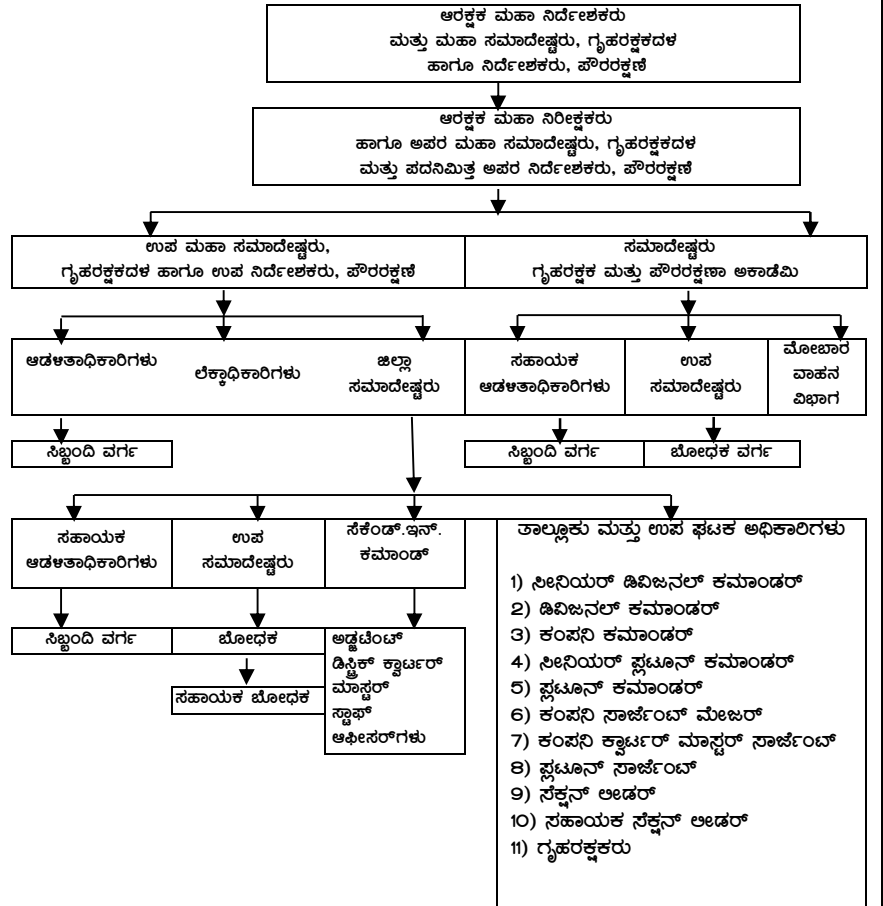 ಆರಕ್ಷಕ ಮಹಾ ನಿರ್ದೇಶಕರು
ಮತ್ತು ಮಹಾ ಸಮಾದೇಷ್ಟರು, ಗೃಹರಕ್ಷಕದಳ
ಹಾಗೂ ನಿರ್ದೇಶಕರು, ಪೌರರಕ್ಷಣೆ
ಆರಕ್ಷಕ ಮಹಾ ನಿರೀಕ್ಷಕರು
ಹಾಗೂ ಅಪರ ಮಹಾ ಸಮಾದೇಷ್ಟರು, ಗೃಹರಕ್ಷಕದಳ
ಮತ್ತು ಪದನಿಮಿತ್ತ ಅಪರ ನಿರ್ದೇಶಕರು, ಪೌರರಕ್ಷಣೆ
ಉಪ ಮಹಾ ಸಮಾದೇಷ್ಟರು,
ಗೃಹರಕ್ಷಕದಳ ಹಾಗೂ ಉಪ ನಿರ್ದೇಶಕರು, ಪೌರರಕ್ಷಣೆ
ಸಮಾದೇಷ್ಟರು
ಗೃಹರಕ್ಷಕ ಮತ್ತು ಪೌರರಕ್ಷಣಾ ಅಕಾಡೆಮಿ
ಆಡಳಿತಾಧಿಕಾರಿಗಳು
ಲೆಕ್ಕಾಧಿಕಾರಿಗಳು
ಜಿಲ್ಲಾ
ಸಮಾದೇಷ್ಟರು
ಸಹಾಯಕ
ಆಡಳಿತಾಧಿಕಾರಿಗಳು
ಉಪ
ಸಮಾದೇಷ್ಟರು
ಮೋಟಾರ
ವಾಹನ
ವಿಭಾಗ
ಸಿಬ್ಬಂದಿ ವರ್ಗ
ಸಿಬ್ಬಂದಿ ವರ್ಗ
ಬೋಧಕ ವರ್ಗ
ಸಹಾಯಕ
ಆಡಳಿತಾಧಿಕಾರಿಗಳು
ಉಪ
ಸಮಾದೇಷ್ಟರು
ಸೆಕೆಂಡ್.ಇನ್.
ಕಮಾಂಡ್
ಸಿಬ್ಬಂದಿ ವರ್ಗ
ಬೋಧಕ
ಸಹಾಯಕ ಬೋಧಕ
ಅಡ್ಜಟೆಂಟ್
ಡಿಸ್ಟ್ರಿಕ್ ಕ್ವಾರ್ಟರ್
ಮಾಸ್ಟರ್
ಸ್ಟಾಫ್
ಆಫೀಸರ್‌ಗಳು
ತಾಲ್ಲೂಕು ಮತ್ತು ಉಪ ಘಟಕ ಅಧಿಕಾರಿಗಳು
1) ಸೀನಿಯರ್ ಡಿವಿಜನಲ್ ಕಮಾಂಡರ್
2) ಡಿವಿಜನಲ್ ಕಮಾಂಡರ್
3) ಕಂಪನಿ ಕಮಾಂಡರ್
4) ಸೀನಿಯರ್ ಪ್ಲಟೂನ್ ಕಮಾಂಡರ್
5) ಪ್ಲಟೂನ್ ಕಮಾಂಡರ್
6) ಕಂಪನಿ ಸಾರ್ಜೆಂಟ್ ಮೇಜರ್
7) ಕಂಪನಿ ಕ್ವಾರ್ಟರ್ ಮಾಸ್ಟರ್ ಸಾರ್ಜೆಂಟ್
8) ಪ್ಲಟೂನ್ ಸಾರ್ಜೆಂಟ್
9) ಸೆಕ್ಷನ್ ಲೀಡರ್
10) ಸಹಾಯಕ ಸೆಕ್ಷನ್ ಲೀಡರ್
11) ಗೃಹರಕ್ಷಕರು